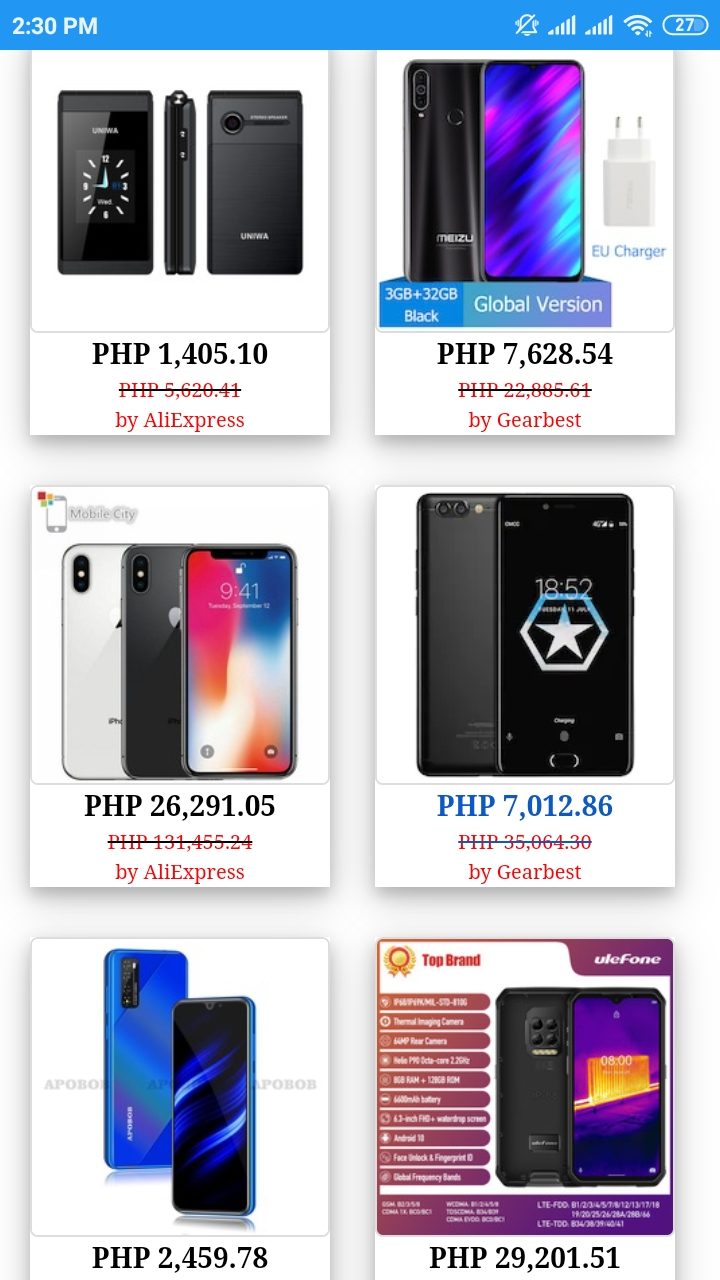 2:30 PM
27
UNIWA
12
9
3
Wed.
6
STEREO SPEAKER
UNIWA
MEIZU
EU Charger
3GB+32GB
Black
Global Version
PHP 1,405.10
PHP 5,620.41
by AliExpress
PHP 7,628.54
PHP 22,885.61
by Gearbest
Mobile City
9:41
Tuesday, September 12
iPho
iPh
CMCC
4G
18:52
TUESDAY 11 JULY
Charging
PHP 26,291.05
PHP 131,455.24
by AliExpress
PHP 7,012.86
PHP 35,064.30
by Gearbest
APOBOB
APOBOB
APOBOB
Top Brand
uleFone
IP68/IP69K/MIL-STD-810G
Thermal Imaging Camera
64MP Rear Camera
Helio P90 Octa-core 2.2GHz
8GB RAM + 128GB ROM
6600mAh battery
6.3-inch FHD+ waterdrop screen
Android 10
Face Unlock & Fingerprint ID
Global Frequency Bands
08:00
uleFone
GSM: B2/3/5/8
CDMA 1X: BC0/BC1
WCDMA: B1/2/4/5/8
TDSCDMA: B34/B39
CDMA EVDO: BC0/BC1
LTE-FDD: B1/2/3/4/5/7/8/12/13/17/18
19/20/25/26/28A/28B/66
LTE-TDD: B34/38/39/40/41
PHP 2,459.78
PHP 29,201.51